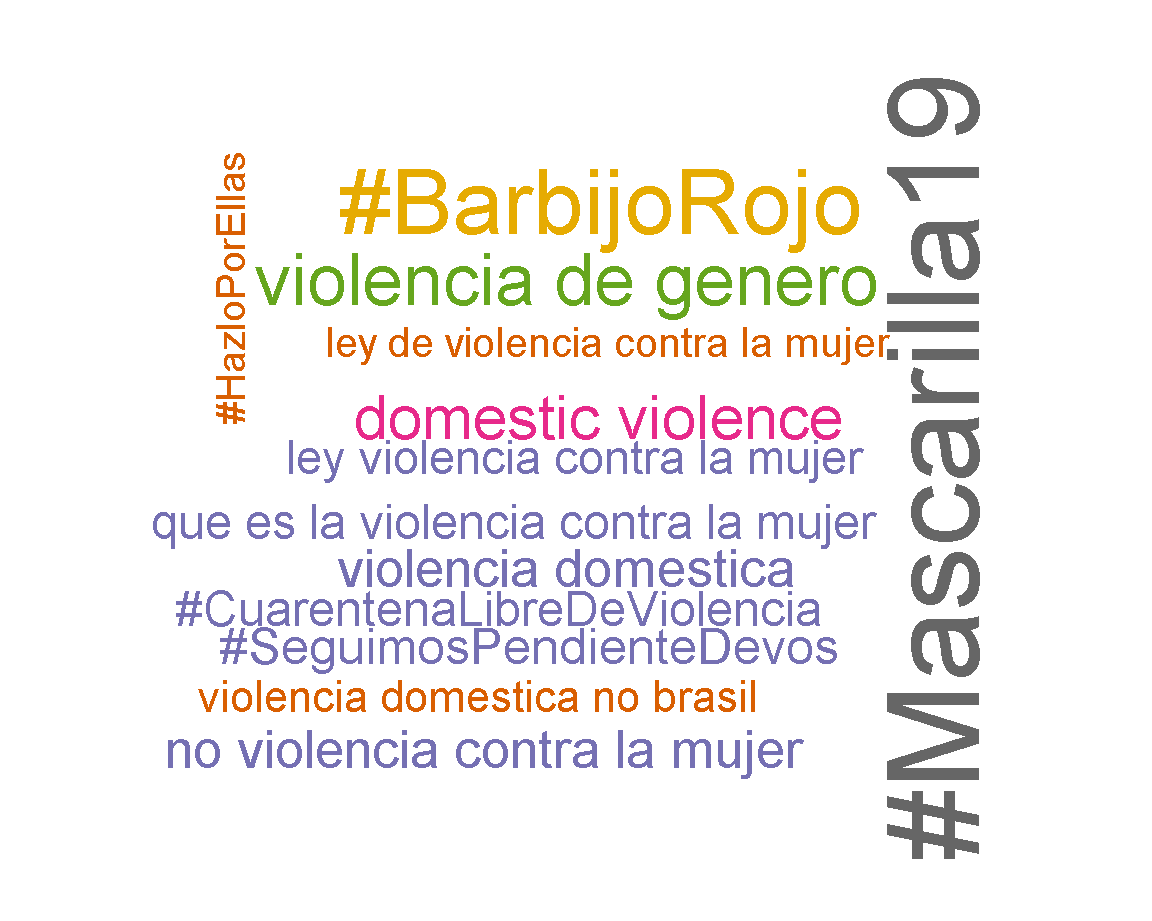 #HazloPorEllas
#BarbijoRojo
violencia de genero
ley de violencia contra la mujer
domestic violence
ley violencia contra la mujer
que es la violencia contra la mujer
violencia domestica
#CuarentenaLibreDeViolencia
#SeguimosPendienteDevos
violencia domestica no brasil
no violencia contra la mujer
#Mascarilla19